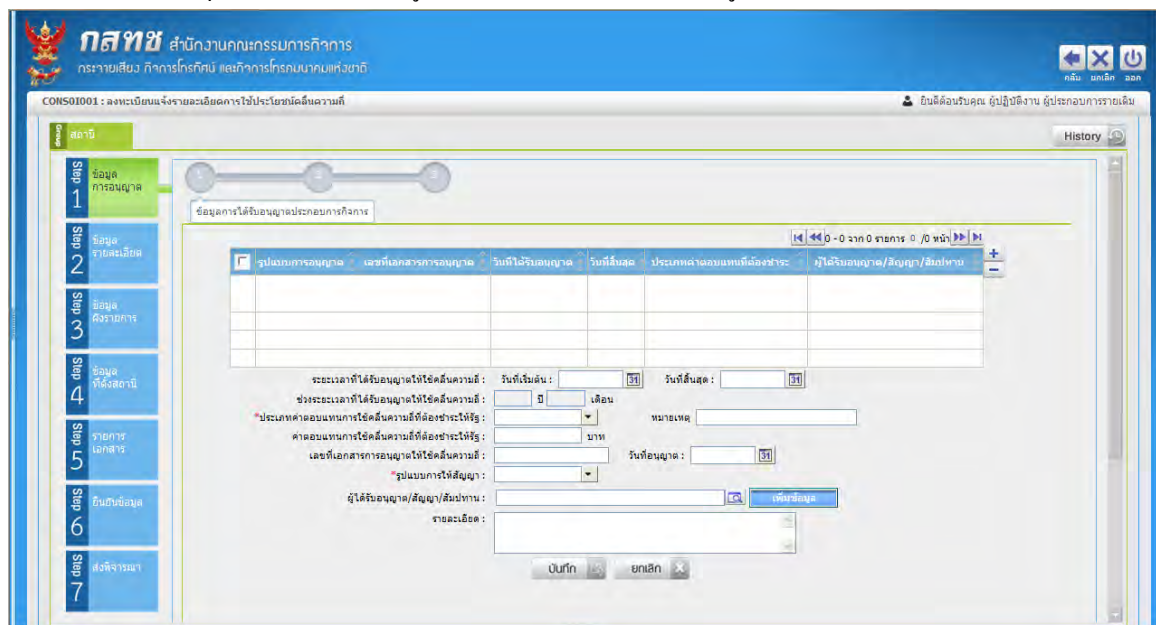 กสทช สำนักงานคณะกรรมการกิจการ
กระจายเสียง กิจการโทรทัศน์ และกิจการโทรคมนาคมแห่งชาติ
กลับ ยกเลิก ออก
CONS01001 : ลงทะเบียนแจ้งรายละเอียดการใช้ประโยชน์คลื่นความถี่
ยินดีต้อนรับคุณ ผู้ปฏิบัติงาน ผู้ประกอบการรายเดิม
Group สถานี
History
Step 1 ข้อมูล
การอนุญาต
1 2 3
ข้อมูลการได้รับอนุญาตประกอบการกิจการ
Step 2 ข้อมูล
รายละเอียด
0 - 0 จาก 0 รายการ 0 /0 หน้า
รูปแบบการอนุญาต เลขที่เอกสารการอนุญาต วันที่ได้รับอนุญาต วันที่สิ้นสุด ประเภทค่าตอบแทนที่ต้องชำระ ผู้ได้รับอนุญาต/สัญญา/สัมปทาน
Step 3 ข้อมูล
ผังรายการ
Step 4 ข้อมูล
ที่ตั้งสถานี
ระยะเวลาที่ได้รับอนุญาตให้ใช้คลื่นความถี่ : วันที่เริ่มต้น : 31 วันที่สิ้นสุด : 31
ช่วงระยะเวลาที่ได้รับอนุญาตให้ใช้คลื่นความถี่ : ปี เดือน
*ประเภทค่าตอบแทนการใช้คลื่นความถี่ที่ต้องชำระให้รัฐ : หมายเหตุ
Step 5 รายการ
เอกสาร
ค่าตอบแทนการใช้คลื่นความถี่ที่ต้องชำระให้รัฐ : บาท
เลขที่เอกสารการอนุญาตให้ใช้คลื่นความถี่ : วันที่อนุญาต : 31
*รูปแบบการให้สัญญา :
Step 6 ยืนยันข้อมูล
ผู้ได้รับอนุญาต/สัญญา/สัมปทาน : เพิ่มข้อมูล
รายละเอียด :
Step 7 ส่งพิจารณา
บันทึก ยกเลิก